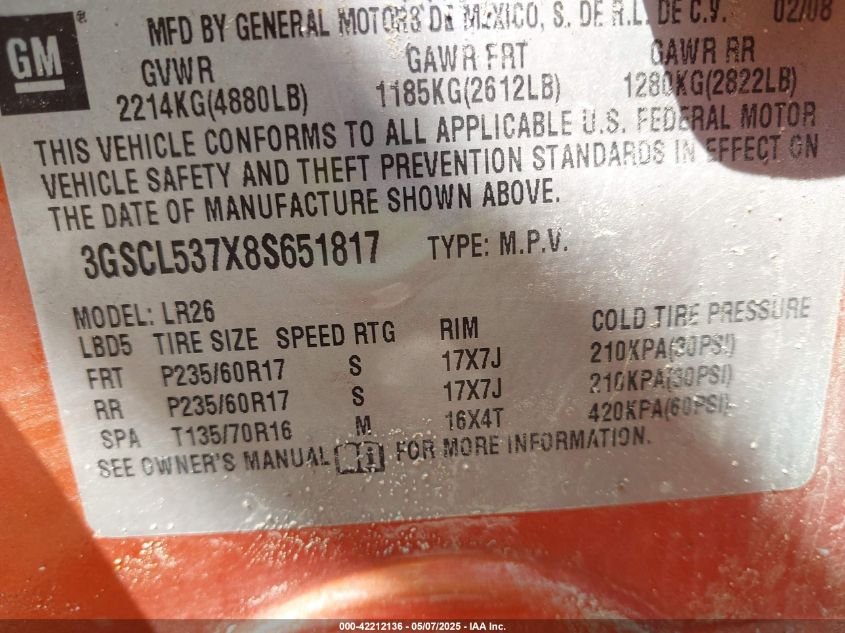 GM ®
MFD BY GENERAL MOTORS DE MEXICO, S. DE R.L. DE C.V. 02/08
GVWR GAWR FRT GAWR RR
2214KG(4880LB) 1185KG(2612LB) 1280KG(2822LB)
THIS VEHICLE CONFORMS TO ALL APPLICABLE U.S. FEDERAL MOTOR
VEHICLE SAFETY AND THEFT PREVENTION STANDARDS IN EFFECT ON
THE DATE OF MANUFACTURE SHOWN ABOVE.
3GSCL537X8S651817 TYPE: M.P.V.
MODEL: LR26
LBD5 TIRE SIZE SPEED RTG RIM COLD TIRE PRESSURE
FRT P235/60R17 S 17X7J 210KPA(30PSI)
RR P235/60R17 S 17X7J 210KPA(30PSI)
SPA T135/70R16 M 16X4T 420KPA(60PSI)
SEE OWNER'S MANUAL FOR MORE INFORMATION.
000-42212136 - 05/07/2025 - IAA Inc.